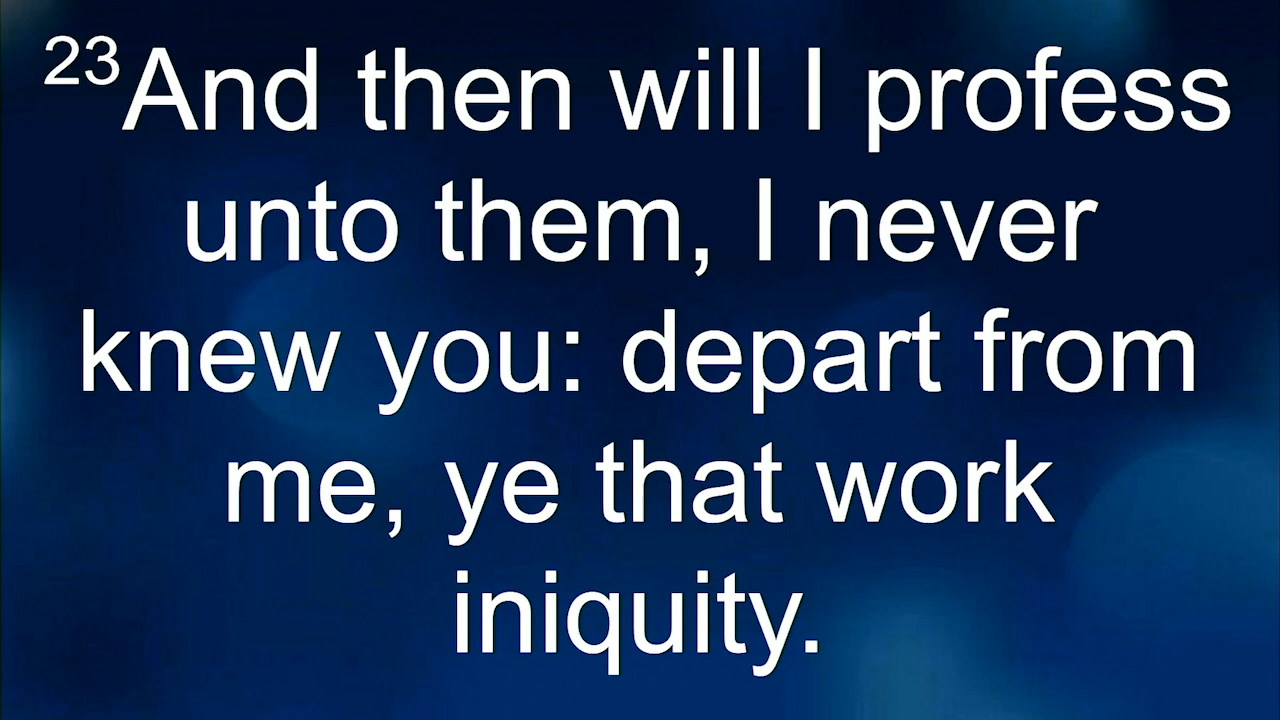 23And then will I profess
unto them, I never
knew you: depart from
me, ye that work
iniquity.